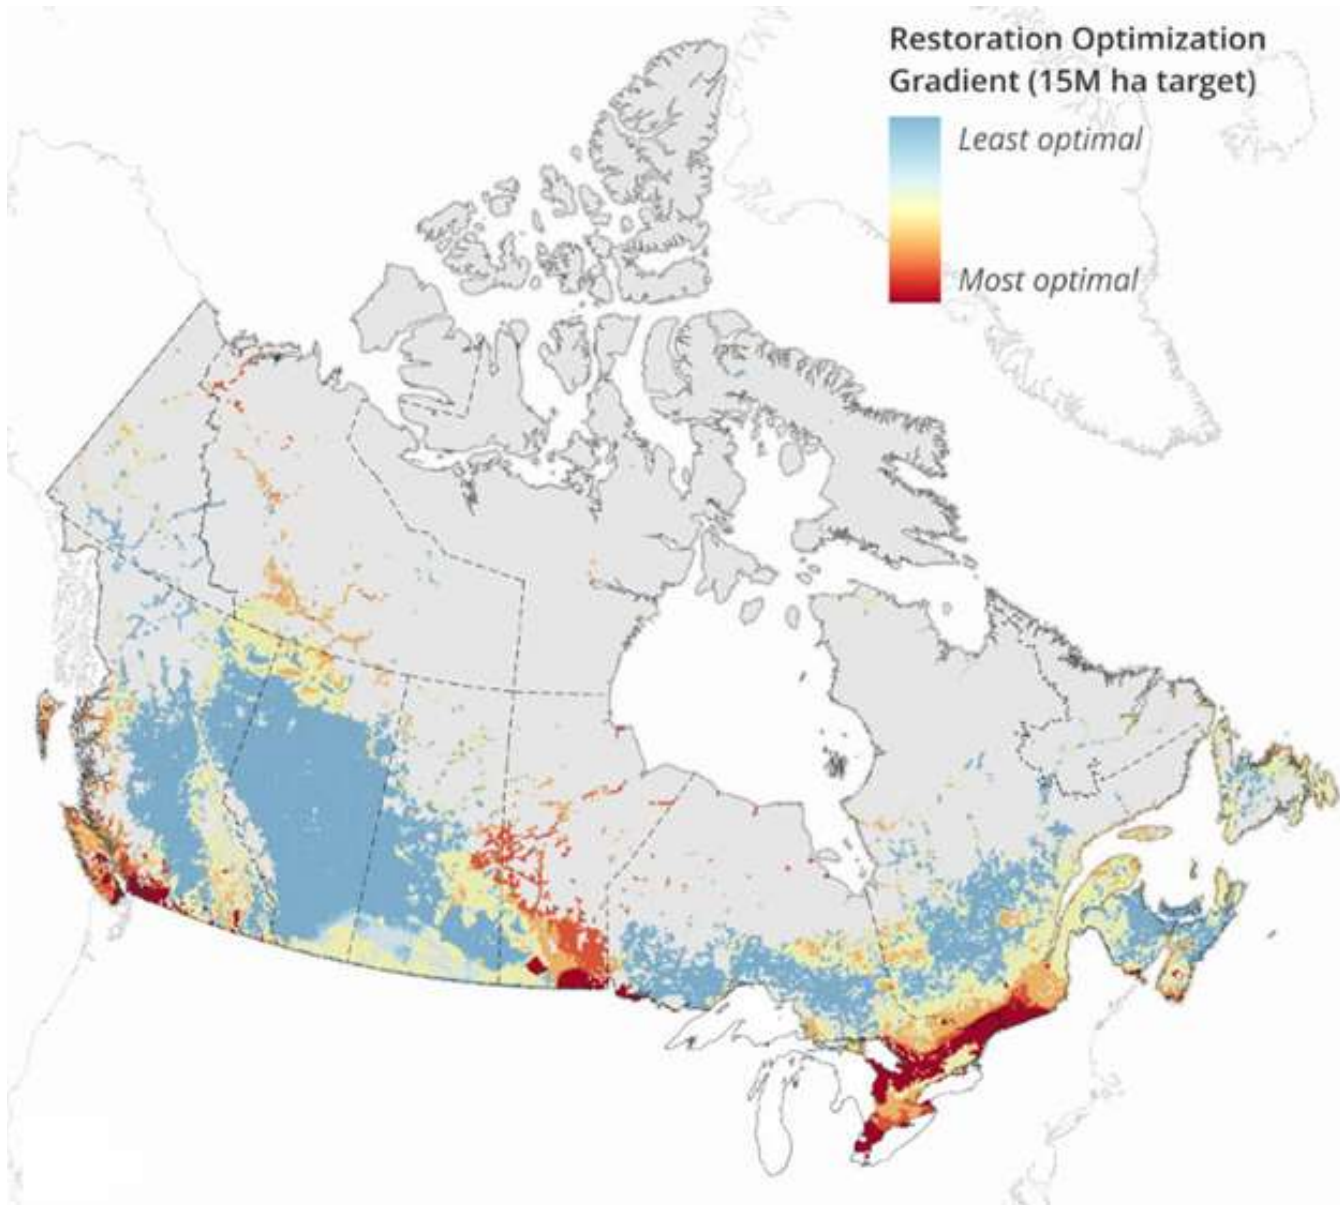 Restoration Optimization
Gradient (15M ha target)
Least optimal
Most optimal